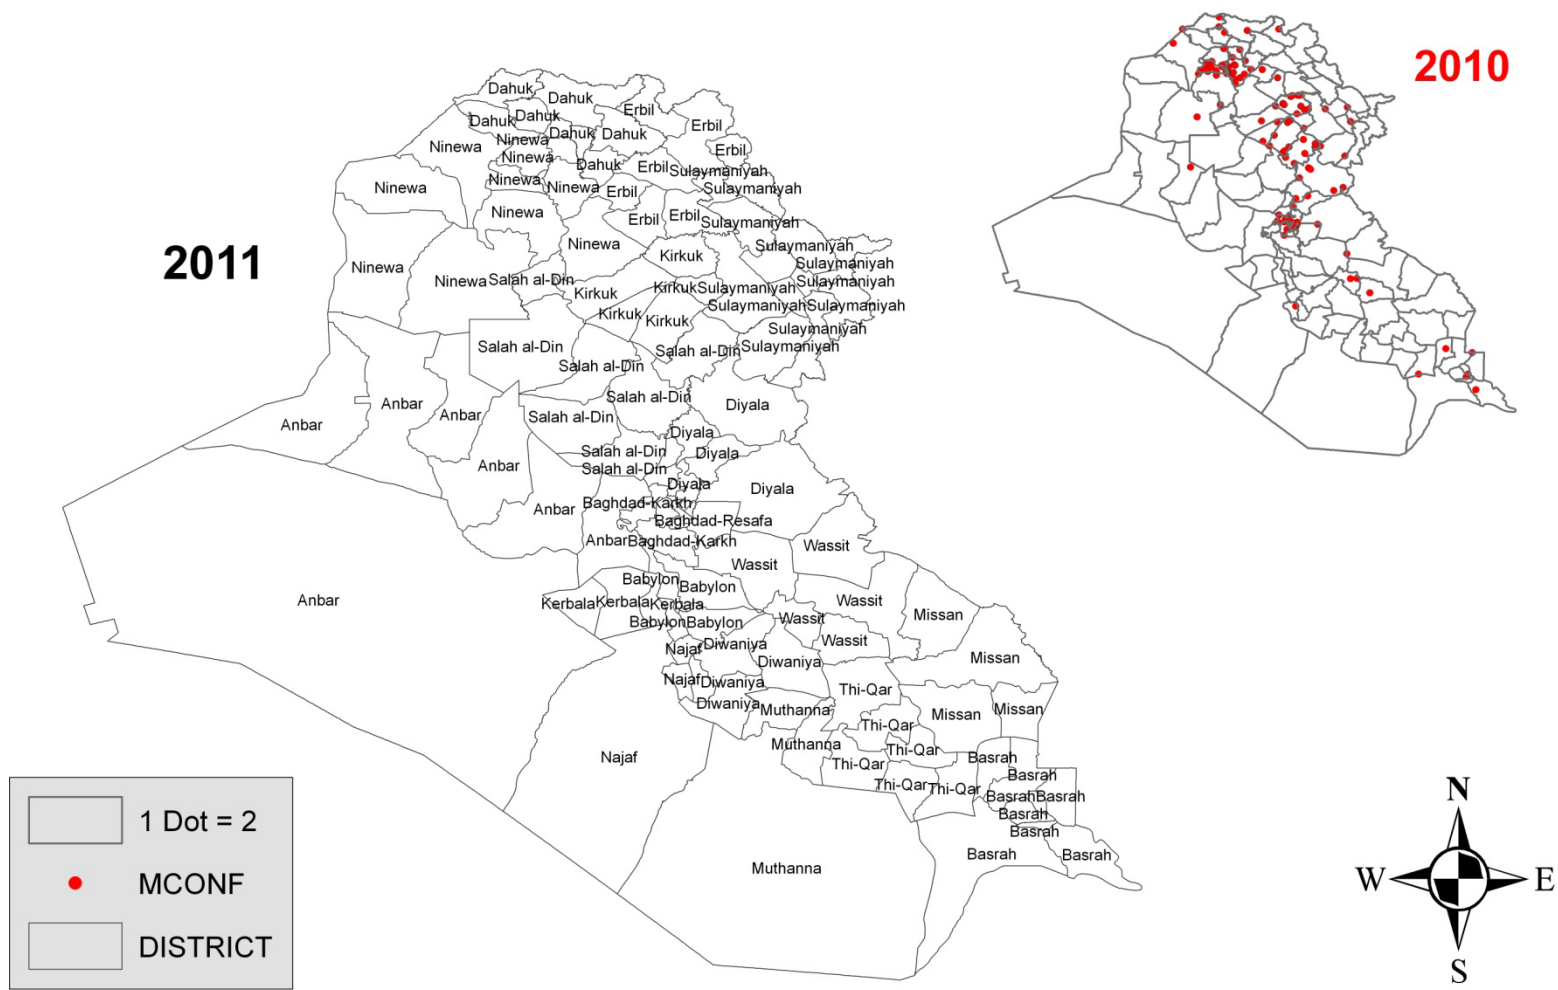 2010
Dahuk
Dahuk
Erbil
Dahuk
Dahuk
Erbil
Dahuk
Dahuk
Ninewa
Ninewa
Erbil
Ninewa
Dahuk
Erbil
Sulaymaniyah
Ninewa
Ninewa
Ninewa
Erbil
Sulaymaniyah
Ninewa
Erbil
Erbil
Sulaymaniyah
2011
Ninewa
Kirkuk
Sulaymaniyah
Sulaymaniyah
Ninewa
Ninewa
Salah al-Din
Kirkuk
Kirkuk
Sulaymaniyah
Sulaymaniyah
Kirkuk
Kirkuk
Sulaymaniyah
Sulaymaniyah
Sulaymaniyah
Salah al-Din
Salah al-Din
Sulaymaniyah
Salah al-Din
Salah al-Din
Diyala
Anbar
Anbar
Anbar
Salah al-Din
Diyala
Salah al-Din
Diyala
Salah al-Din
Anbar
Diyala
Diyala
Anbar
Baghdad-Karkh
Baghdad-Resafa
Anbar
Baghdad-Karkh
Wassit
Wassit
Babylon
Babylon
Anbar
Kerbala
Kerbala
Kerbala
Wassit
Missan
Babylon
Babylon
Wassit
Wassit
Najaf
Diwaniya
Diwaniya
Missan
Najaf
Diwaniya
Thi-Qar
Diwaniya
Muthanna
Missan
Missan
Thi-Qar
Muthanna
Thi-Qar
Najaf
Thi-Qar
Basrah
Thi-Qar
Thi-Qar
Basrah
Basrah
Basrah
Basrah
Basrah
Basrah
Basrah
Muthanna
1 Dot = 2
MCONF
DISTRICT
N
W
E
S